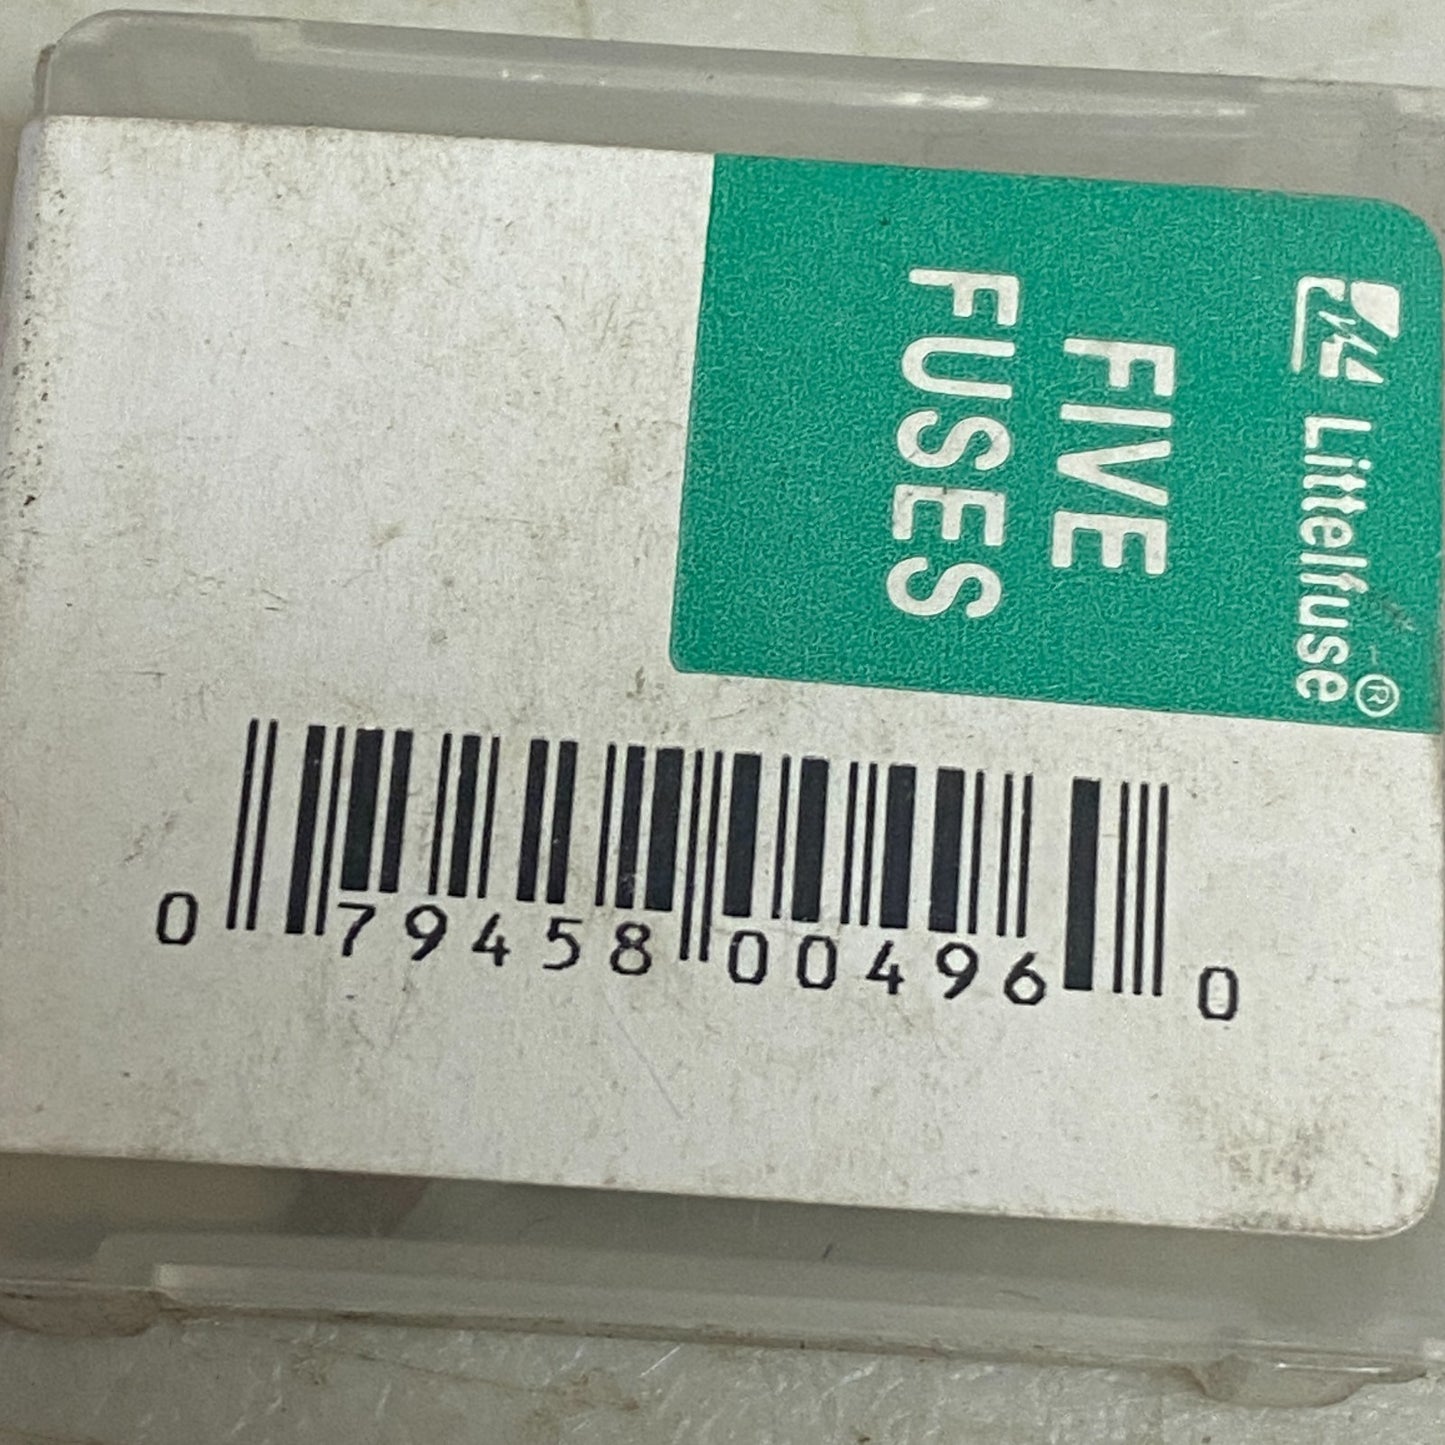 Littelfuse®
FIVE
FUSES
0 79458 00496 0